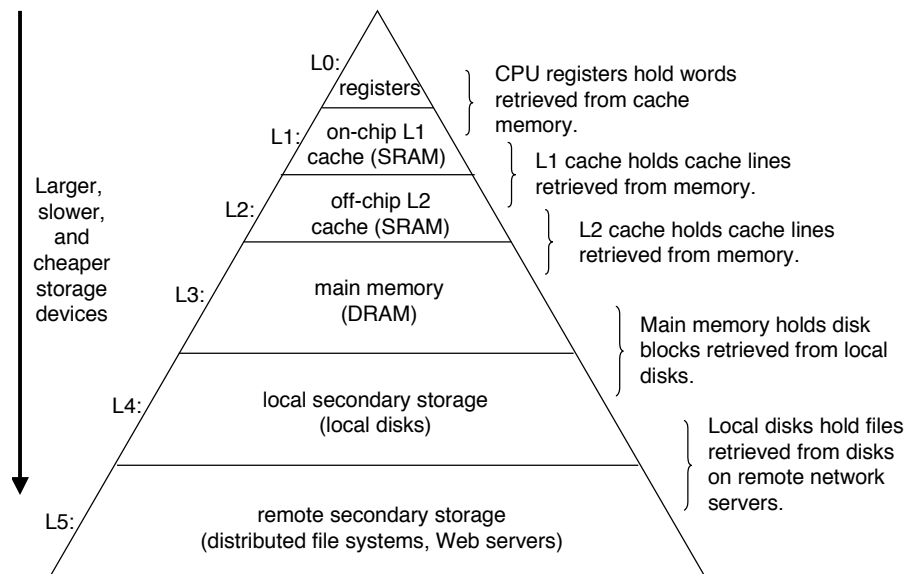 L0:
registers
CPU registers hold words
retrieved from cache
memory.
L1:
on-chip L1
cache (SRAM)
L1 cache holds cache lines
retrieved from memory.
Larger,
slower,
and
cheaper
storage
devices
L2:
off-chip L2
cache (SRAM)
L2 cache holds cache lines
retrieved from memory.
L3:
main memory
(DRAM)
Main memory holds disk
blocks retrieved from local
disks.
L4:
local secondary storage
(local disks)
Local disks hold files
retrieved from disks
on remote network
servers.
L5:
remote secondary storage
(distributed file systems, Web servers)